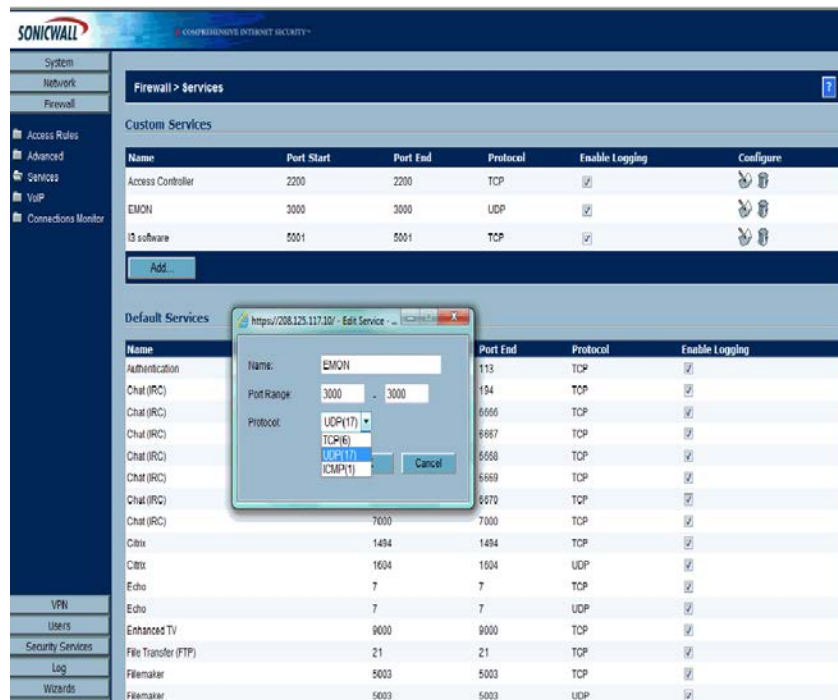 SONICWALL
COMPREHENSIVE INTERNET SECURITY™
System
Network
Firewall
Access Rules
Advanced
Services
VoIP
Connections Monitor
VPN
Users
Security Services
Log
Wizards
Firewall > Services
?
Custom Services
Name Port Start Port End Protocol Enable Logging Configure
Access Controller 2200 2200 TCP
EMON 3000 3000 UDP
I3 software 5001 5001 TCP
Add...
Default Services
Name Port End Protocol Enable Logging
Authentication 113 TCP
Chat (IRC) 194 TCP
Chat (IRC) 6666 TCP
Chat (IRC) 6667 TCP
Chat (IRC) 6668 TCP
Chat (IRC) 6669 TCP
Chat (IRC) 6670 TCP
Chat (IRC) 7000 7000 TCP
Citrix 1494 1494 TCP
Citrix 1604 1604 UDP
Echo 7 7 TCP
Echo 7 7 UDP
Enhanced TV 9000 9000 TCP
File Transfer (FTP) 21 21 TCP
Filemaker 5003 5003 TCP
Filemaker 5003 5003 UDP
https://208.125.117.10/ - Edit Service - ...
Name: EMON
Port Range: 3000 - 3000
Protocol: UDP(17)
TCP(6)
UDP(17)
ICMP(1)
Cancel